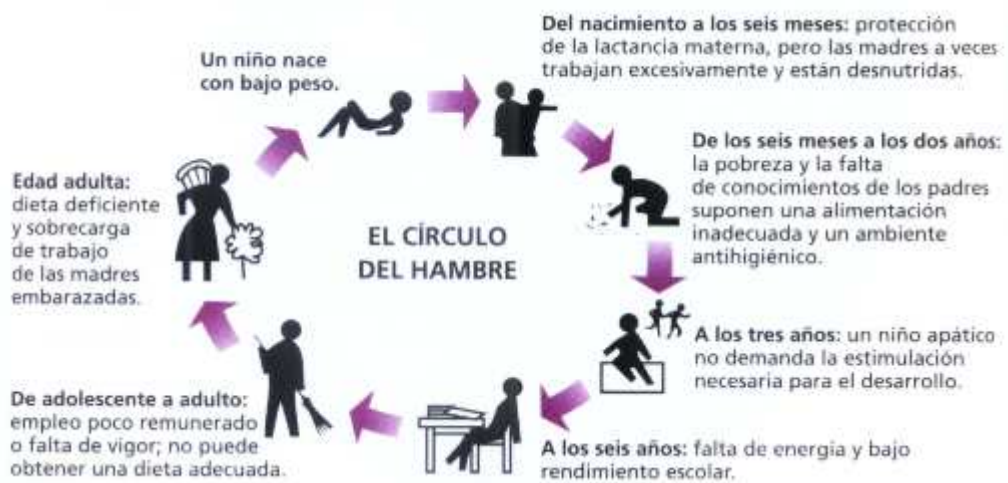 Un niño nace
con bajo peso.
Del nacimiento a los seis meses: protección
de la lactancia materna, pero las madres a veces
trabajan excesivamente y están desnutridas.
De los seis meses a los dos años:
la pobreza y la falta
de conocimientos de los padres
suponen una alimentación
inadecuada y un ambiente
antihigiénico.
A los tres años: un niño apático
no demanda la estimulación
necesaria para el desarrollo.
A los seis años: falta de energía y bajo
rendimiento escolar.
De adolescente a adulto:
empleo poco remunerado
o falta de vigor; no puede
obtener una dieta adecuada.
Edad adulta:
dieta deficiente
y sobrecarga
de trabajo
de las madres
embarazadas.
EL CÍRCULO
DEL HAMBRE